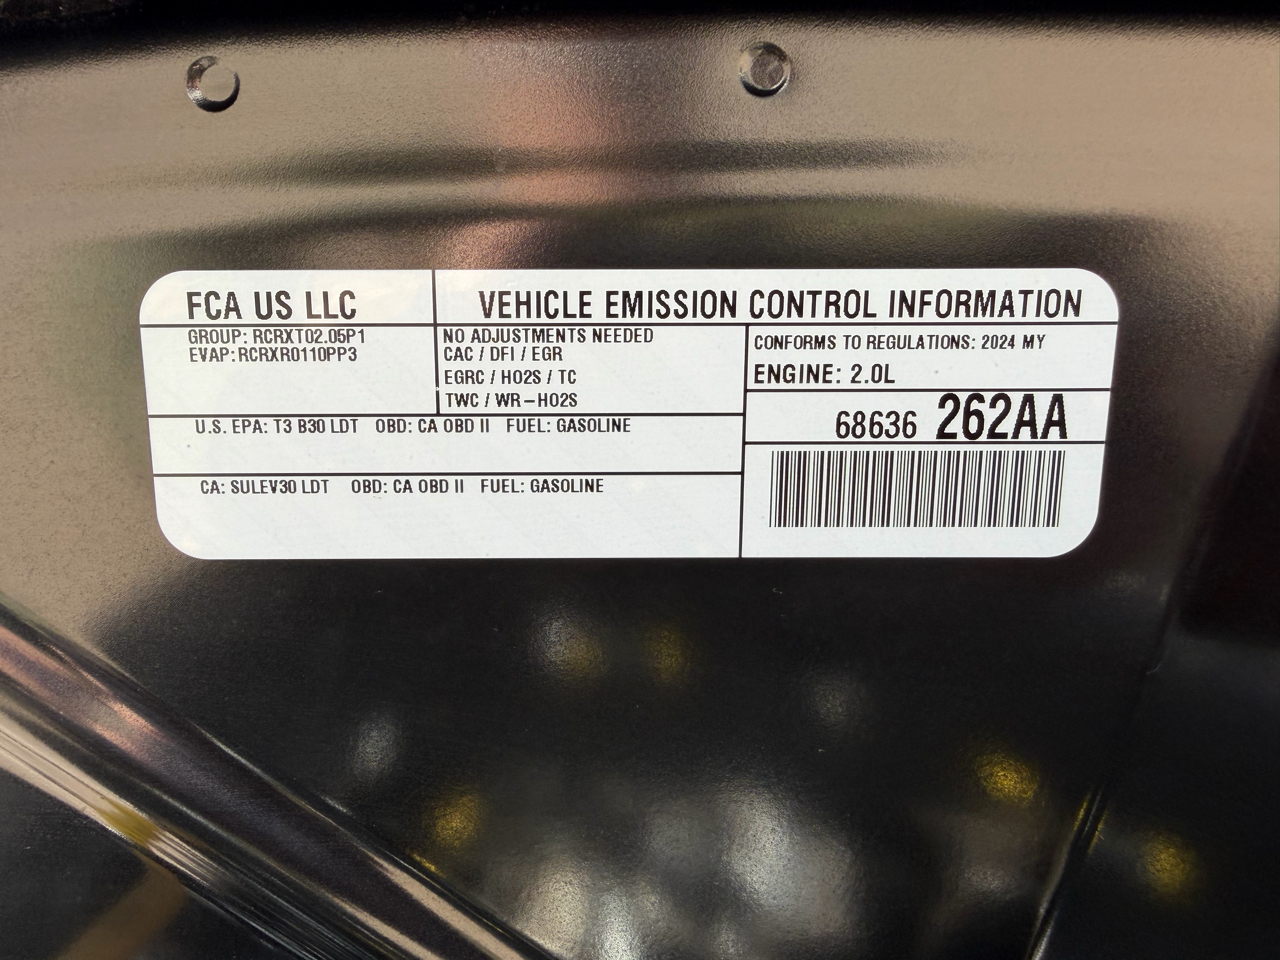 FCA US LLC
VEHICLE EMISSION CONTROL INFORMATION
GROUP: RCRXT02.05P1
EVAP: RCRXR0110PP3
NO ADJUSTMENTS NEEDED
CAC / DFI / EGR
EGRC / HO2S / TC
TWC / WR-HO2S
CONFORMS TO REGULATIONS: 2024 MY
ENGINE: 2.0L
68636 262AA
U.S. EPA: T3 B30 LDT OBD: CA OBD II FUEL: GASOLINE
CA: SULEV30 LDT OBD: CA OBD II FUEL: GASOLINE